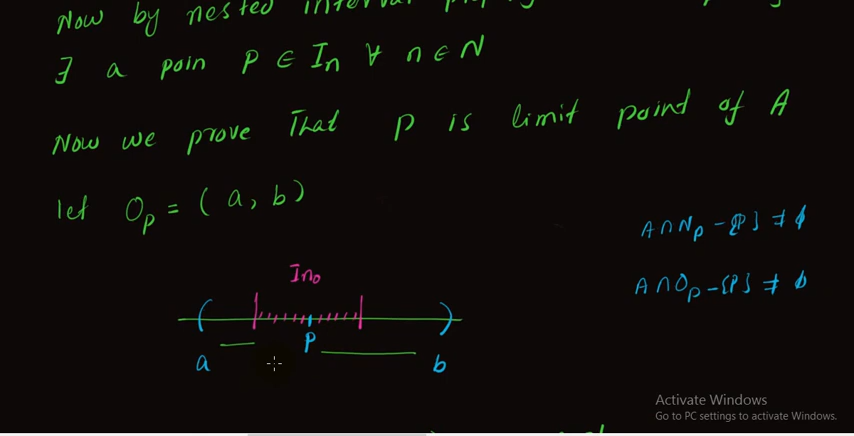 Now by nested interval
∃ a poin P ∈ In ∀ n ∈ N
Now we prove That P is limit point of A
let Op = ( a, b )
A ∩ Np - {P} ≠ ϕ
A ∩ Op - {P} ≠ ϕ
In₀
P
a b
Activate Windows
Go to PC settings to activate Windows.